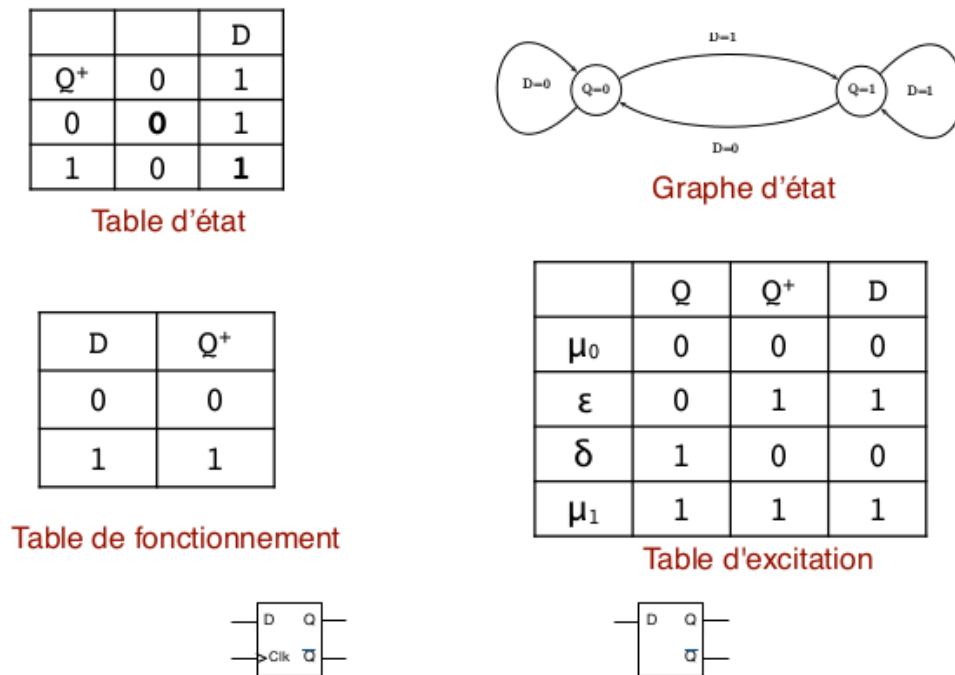 D
Q⁺ 0 1
0 0 1
1 0 1
Table d'état
D=1
D=0 Q=0 Q=1 D=1
D=0
Graphe d'état
D Q⁺
0 0
1 1
Table de fonctionnement
Q Q⁺ D
μ₀ 0 0 0
ε 0 1 1
δ 1 0 0
μ₁ 1 1 1
Table d'excitation
D Q
Clk Q̅
D Q
Q̅